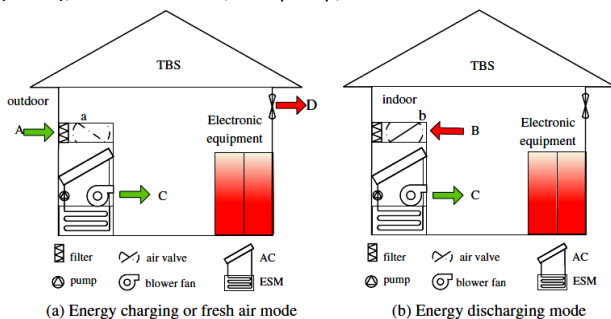 TBS
outdoor
a
A
D
Electronic
equipment
C
filter
air valve
AC
pump
blower fan
ESM
(a) Energy charging or fresh air mode
TBS
indoor
b
B
Electronic
equipment
C
filter
air valve
AC
pump
blower fan
ESM
(b) Energy discharging mode